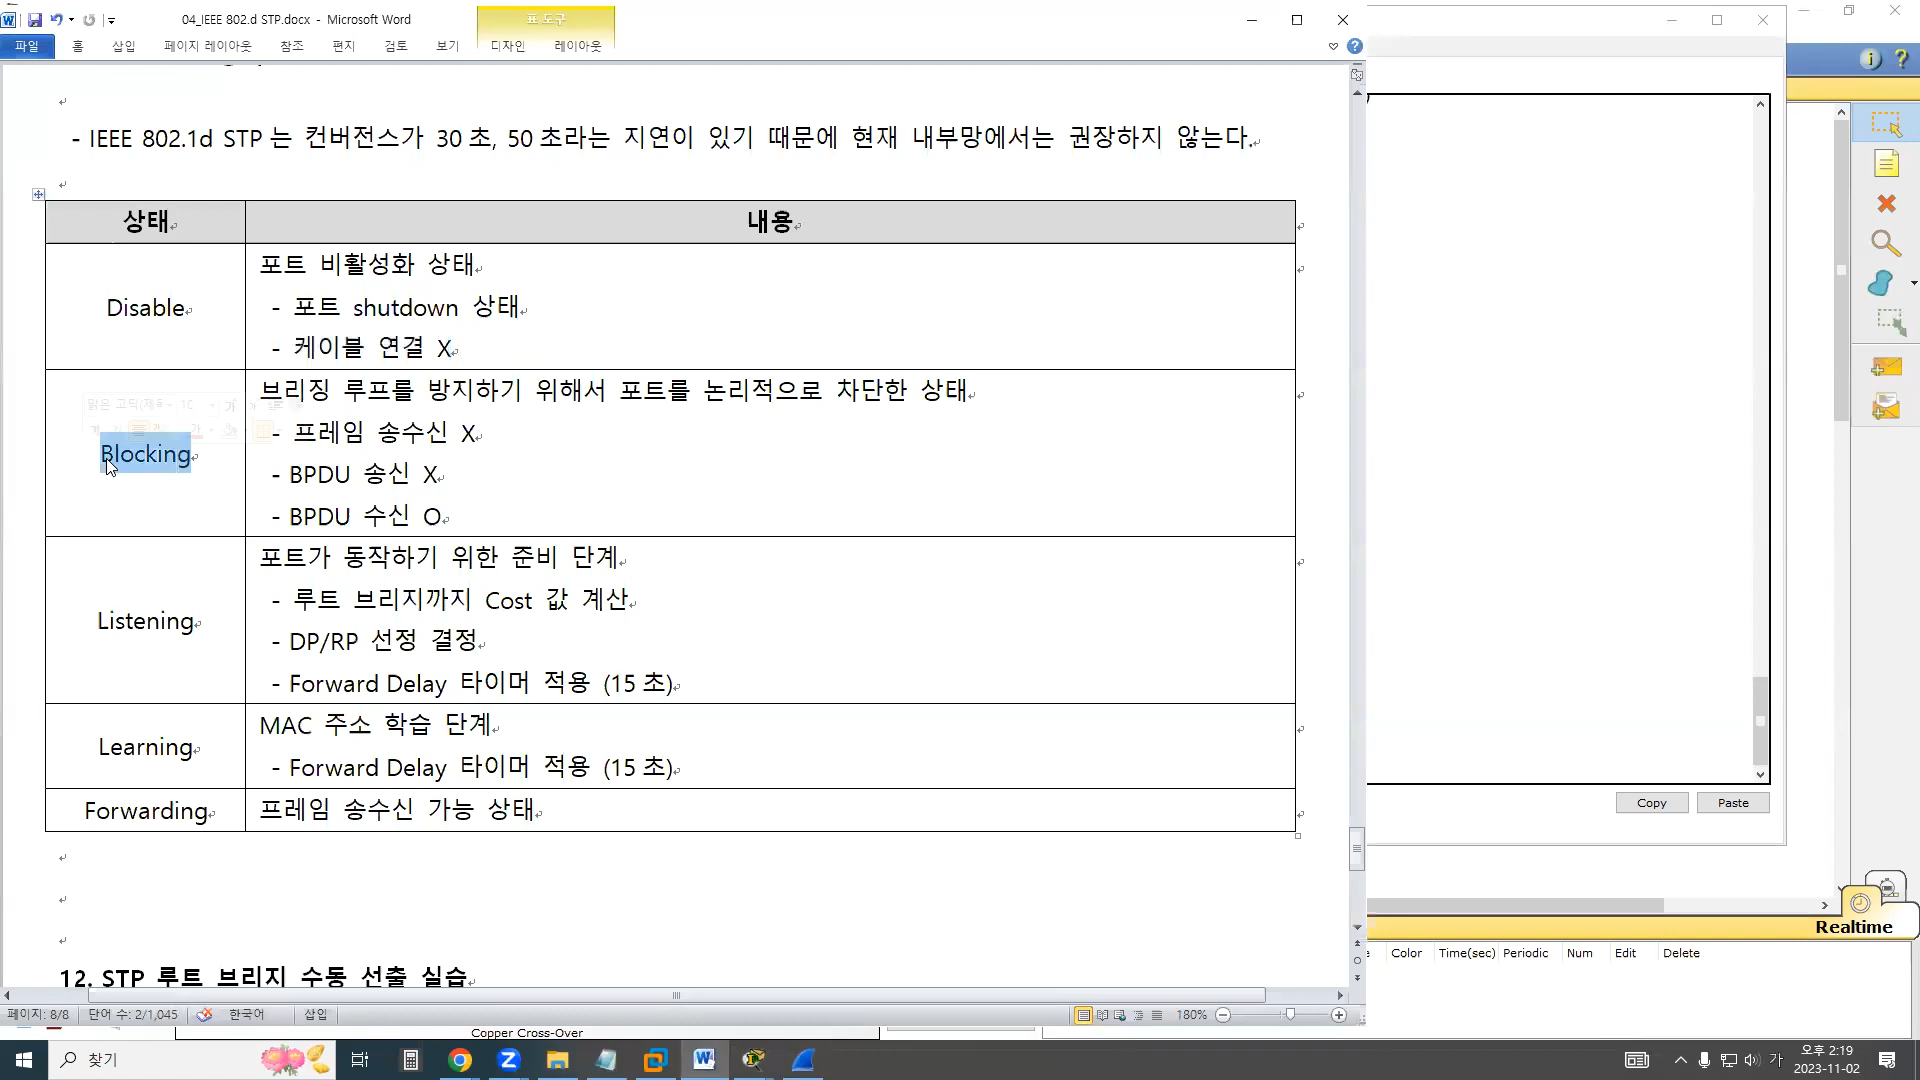 04_IEEE 802.d STP.docx - Microsoft Word
표 도구
파일 홈 삽입 페이지 레이아웃 참조 편지 검토 보기 디자인 레이아웃
- IEEE 802.1d STP 는 컨버전스가 30 초, 50 초라는 지연이 있기 때문에 현재 내부망에서는 권장하지 않는다.
상태 내용
Disable
포트 비활성화 상태
- 포트 shutdown 상태
- 케이블 연결 X
Blocking
브리징 루프를 방지하기 위해서 포트를 논리적으로 차단한 상태
- 프레임 송수신 X
- BPDU 송신 X
- BPDU 수신 O
Listening
포트가 동작하기 위한 준비 단계
- 루트 브리지까지 Cost 값 계산
- DP/RP 선정 결정
- Forward Delay 타이머 적용 (15 초)
Learning
MAC 주소 학습 단계
- Forward Delay 타이머 적용 (15 초)
Forwarding
프레임 송수신 가능 상태
12. STP 루트 브리지 수동 선출 실습
페이지: 8/8 단어 수: 2/1,045 한국어 삽입 180%
Copy Paste
Realtime
Color Time(sec) Periodic Num Edit Delete
Copper Cross-Over
찾기
가
오후 2:19
2023-11-02